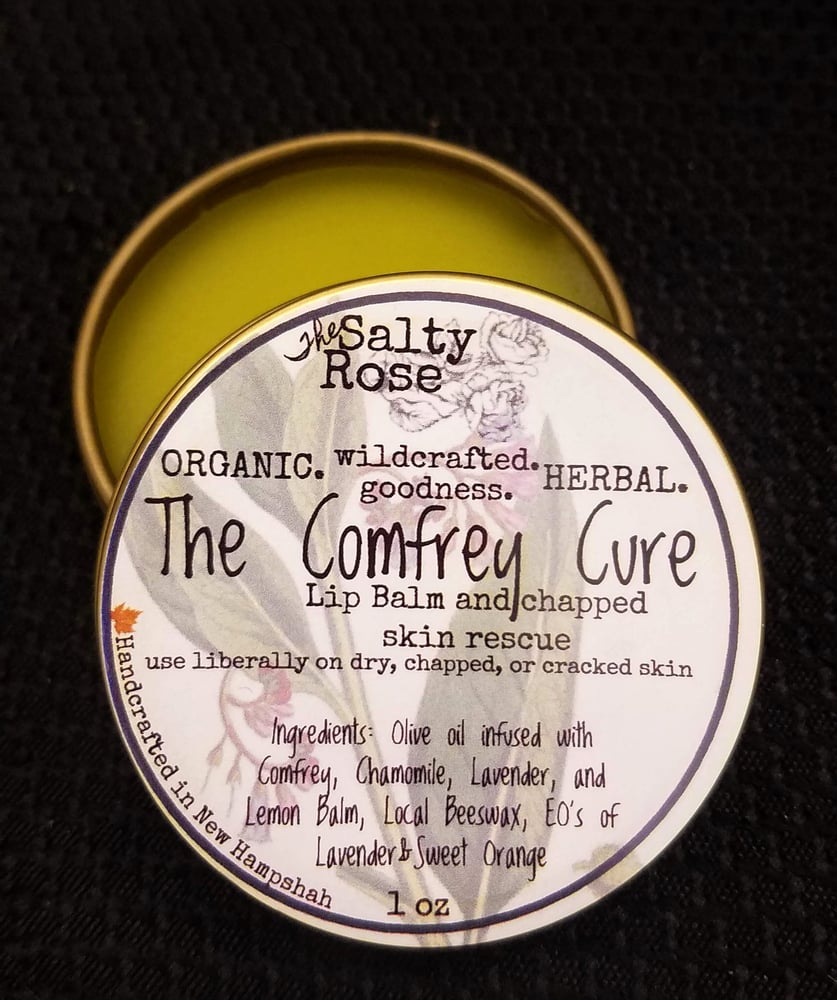 The Salty
Rose
ORGANIC. wildcrafted. HERBAL.
goodness.
The Comfrey Cure
Lip Balm and chapped
skin rescue
use liberally on dry, chapped, or cracked skin
Ingredients: Olive oil infused with
Comfrey, Chamomile, Lavender, and
Lemon Balm, Local Beeswax, EO's of
Lavender & Sweet Orange
1 oz
Handcrafted in New Hampshah